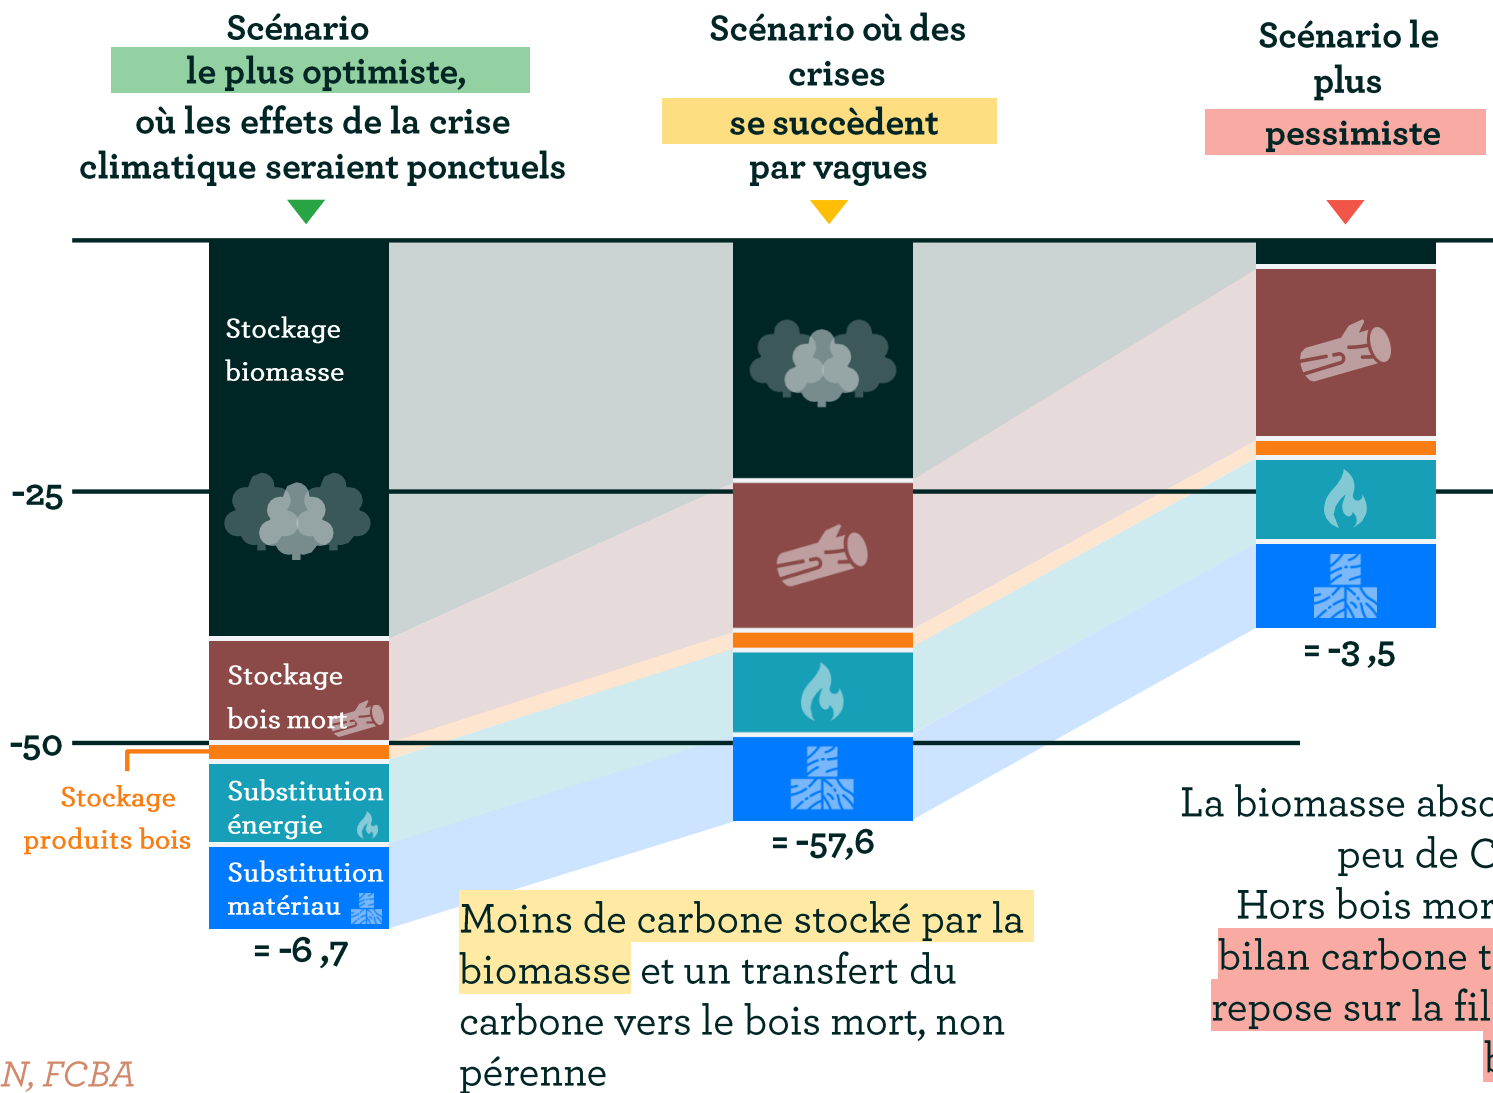 Scénario
le plus optimiste,
où les effets de la crise
climatique seraient ponctuels
Scénario où des
crises
se succèdent
par vagues
Scénario le
plus
pessimiste
Stockage
biomasse
-25
Stockage
bois mort
-50
Stockage
produits bois
Substitution
énergie
Substitution
matériau
= -6 ,7
= -57,6
= -3 ,5
Moins de carbone stocké par la
biomasse et un transfert du
carbone vers le bois mort, non
pérenne
La biomasse
peu de
Hors bois
bilan carbone
repose sur la
N, FCBA